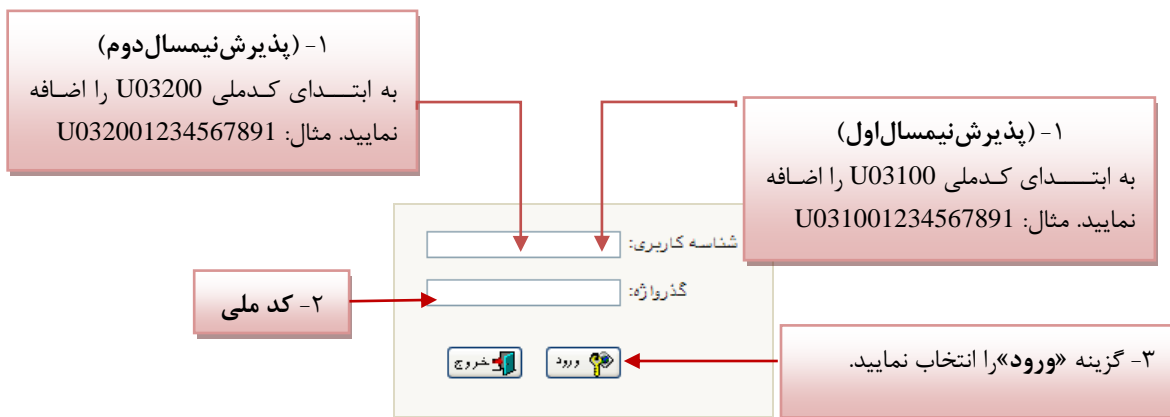 ۱- (پذیرش‌نیمسال‌دوم)
به ابتدای کدملی U03200 را اضافه
نمایید. مثال: U032001234567891
۱- (پذیرش‌نیمسال‌اول)
به ابتدای کدملی U03100 را اضافه
نمایید. مثال: U031001234567891
شناسه کاربری:
گذرواژه:
۲- کد ملی
ورود
خروج
۳- گزینه «ورود»را انتخاب نمایید.